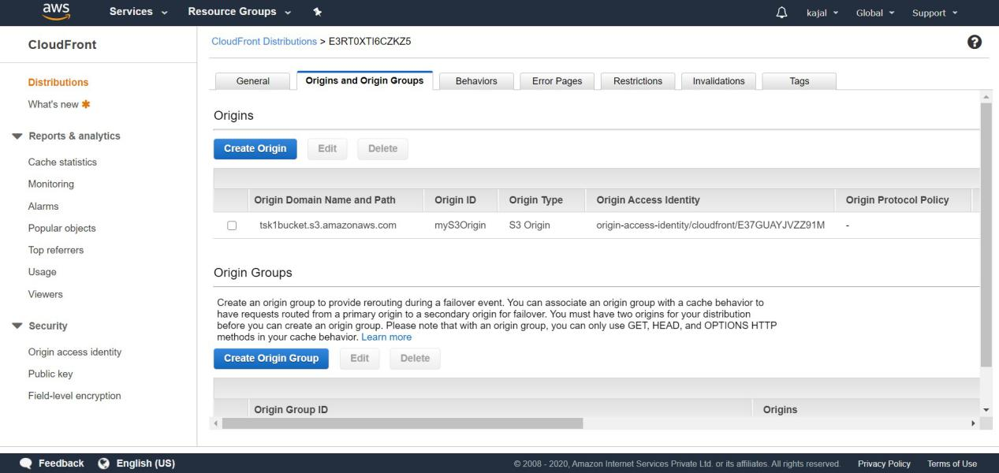 aws Services Resource Groups kajal Global Support
CloudFront
Distributions
What's new
Reports & analytics
Cache statistics
Monitoring
Alarms
Popular objects
Top referrers
Usage
Viewers
Security
Origin access identity
Public key
Field-level encryption
CloudFront Distributions > E3RT0XTI6CZKZ5 ?
General Origins and Origin Groups Behaviors Error Pages Restrictions Invalidations Tags
Origins
Create Origin Edit Delete
Origin Domain Name and Path Origin ID Origin Type Origin Access Identity Origin Protocol Policy
tsk1bucket.s3.amazonaws.com myS3Origin S3 Origin origin-access-identity/cloudfront/E37GUAYJVZZ91M -
Origin Groups
Create an origin group to provide rerouting during a failover event. You can associate an origin group with a cache behavior to
have requests routed from a primary origin to a secondary origin for failover. You must have two origins for your distribution
before you can create an origin group. Please note that with an origin group, you can only use GET, HEAD, and OPTIONS HTTP
methods in your cache behavior. Learn more
Create Origin Group Edit Delete
Origin Group ID Origins
Feedback English (US) © 2008 - 2020, Amazon Internet Services Private Ltd. or its affiliates. All rights reserved. Privacy Policy Terms of Use